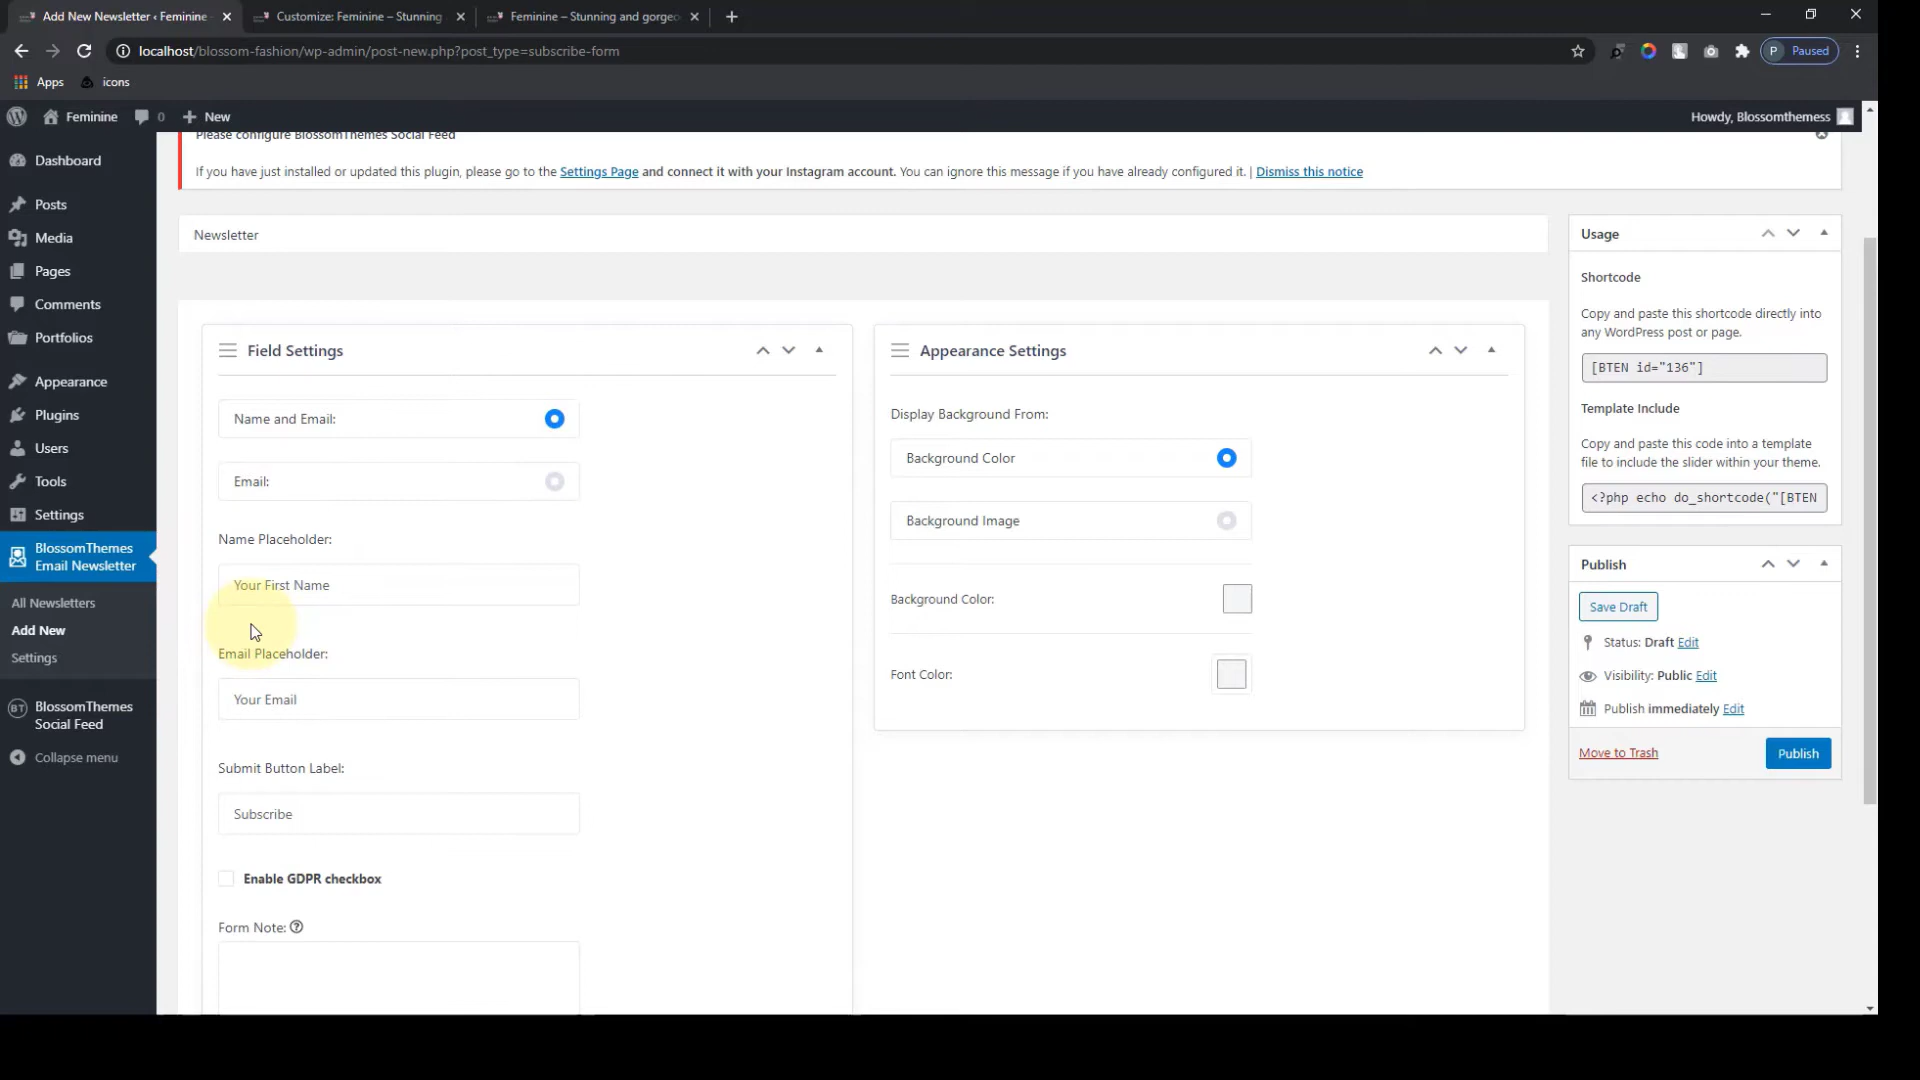 Add New Newsletter ‹ Feminine
Customize: Feminine – Stunning
Feminine – Stunning and gorgeo
localhost/blossom-fashion/wp-admin/post-new.php?post_type=subscribe-form
P Paused
Apps
icons
Feminine
0
New
Howdy, Blossomthemess
Please configure BlossomThemes Social Feed
If you have just installed or updated this plugin, please go to the Settings Page and connect it with your Instagram account. You can ignore this message if you have already configured it. | Dismiss this notice
Dashboard
Posts
Media
Pages
Comments
Portfolios
Appearance
Plugins
Users
Tools
Settings
BlossomThemes
Email Newsletter
All Newsletters
Add New
Settings
BT
BlossomThemes
Social Feed
Collapse menu
Newsletter
Field Settings
Name and Email:
Email:
Name Placeholder:
Your First Name
Email Placeholder:
Your Email
Submit Button Label:
Subscribe
Enable GDPR checkbox
Form Note:
Appearance Settings
Display Background From:
Background Color
Background Image
Background Color:
Font Color:
Usage
Shortcode
Copy and paste this shortcode directly into
any WordPress post or page.
[BTEN id="136"]
Template Include
Copy and paste this code into a template
file to include the slider within your theme.
<?php echo do_shortcode("[BTEN
Publish
Save Draft
Status: Draft Edit
Visibility: Public Edit
Publish immediately Edit
Move to Trash
Publish